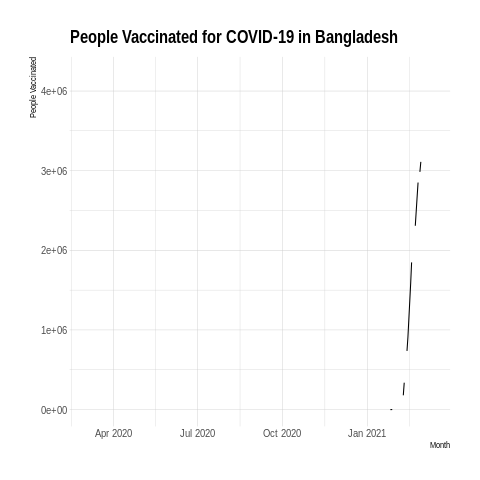 People Vaccinated for COVID-19 in Bangladesh
People Vaccinated
4e+06
3e+06
2e+06
1e+06
0e+00
Apr 2020 Jul 2020 Oct 2020 Jan 2021
Month